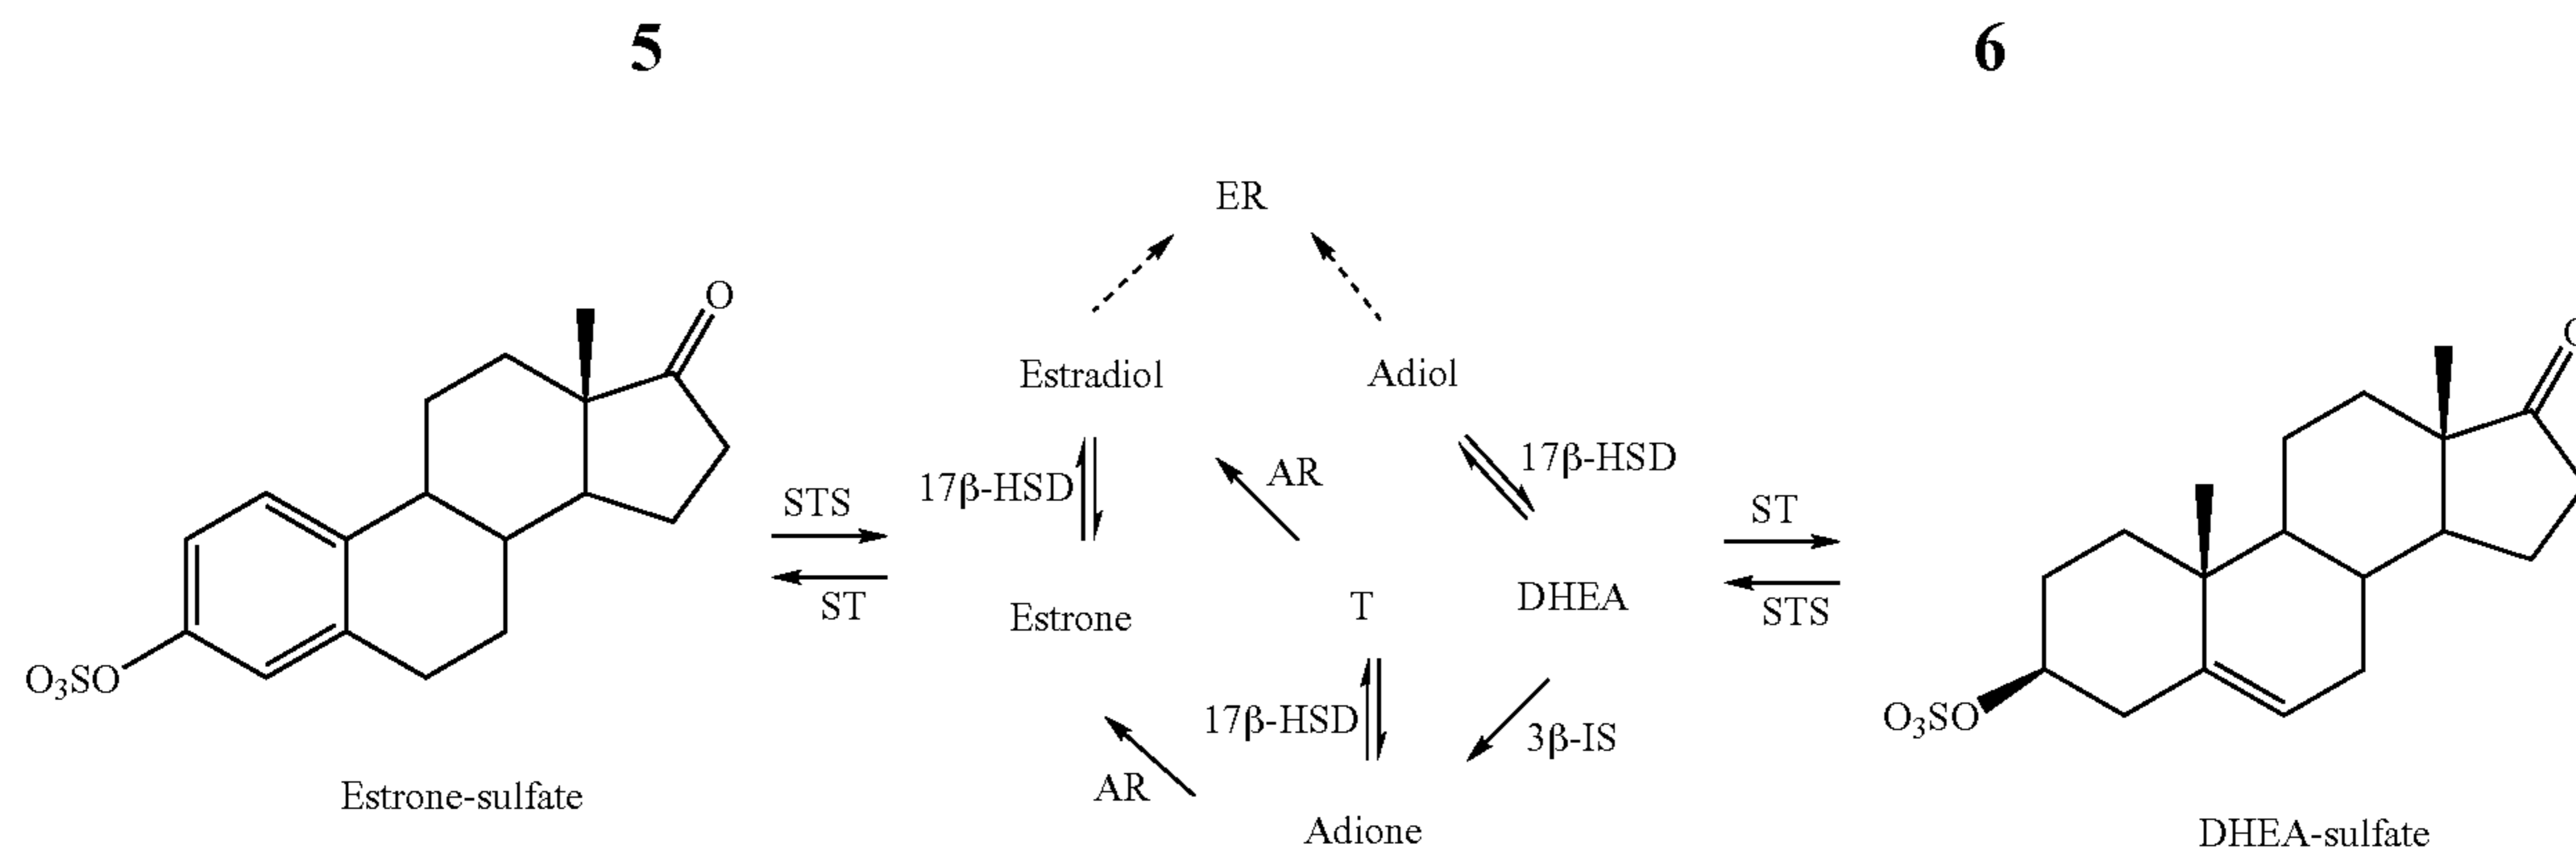 5
6
ER
O
O
Estradiol
Adiol
17β-HSD
AR
17β-HSD
STS
ST
ST
STS
Estrone
T
DHEA
O₃SO
17β-HSD
3β-IS
O₃SO
AR
Estrone-sulfate
Adione
DHEA-sulfate